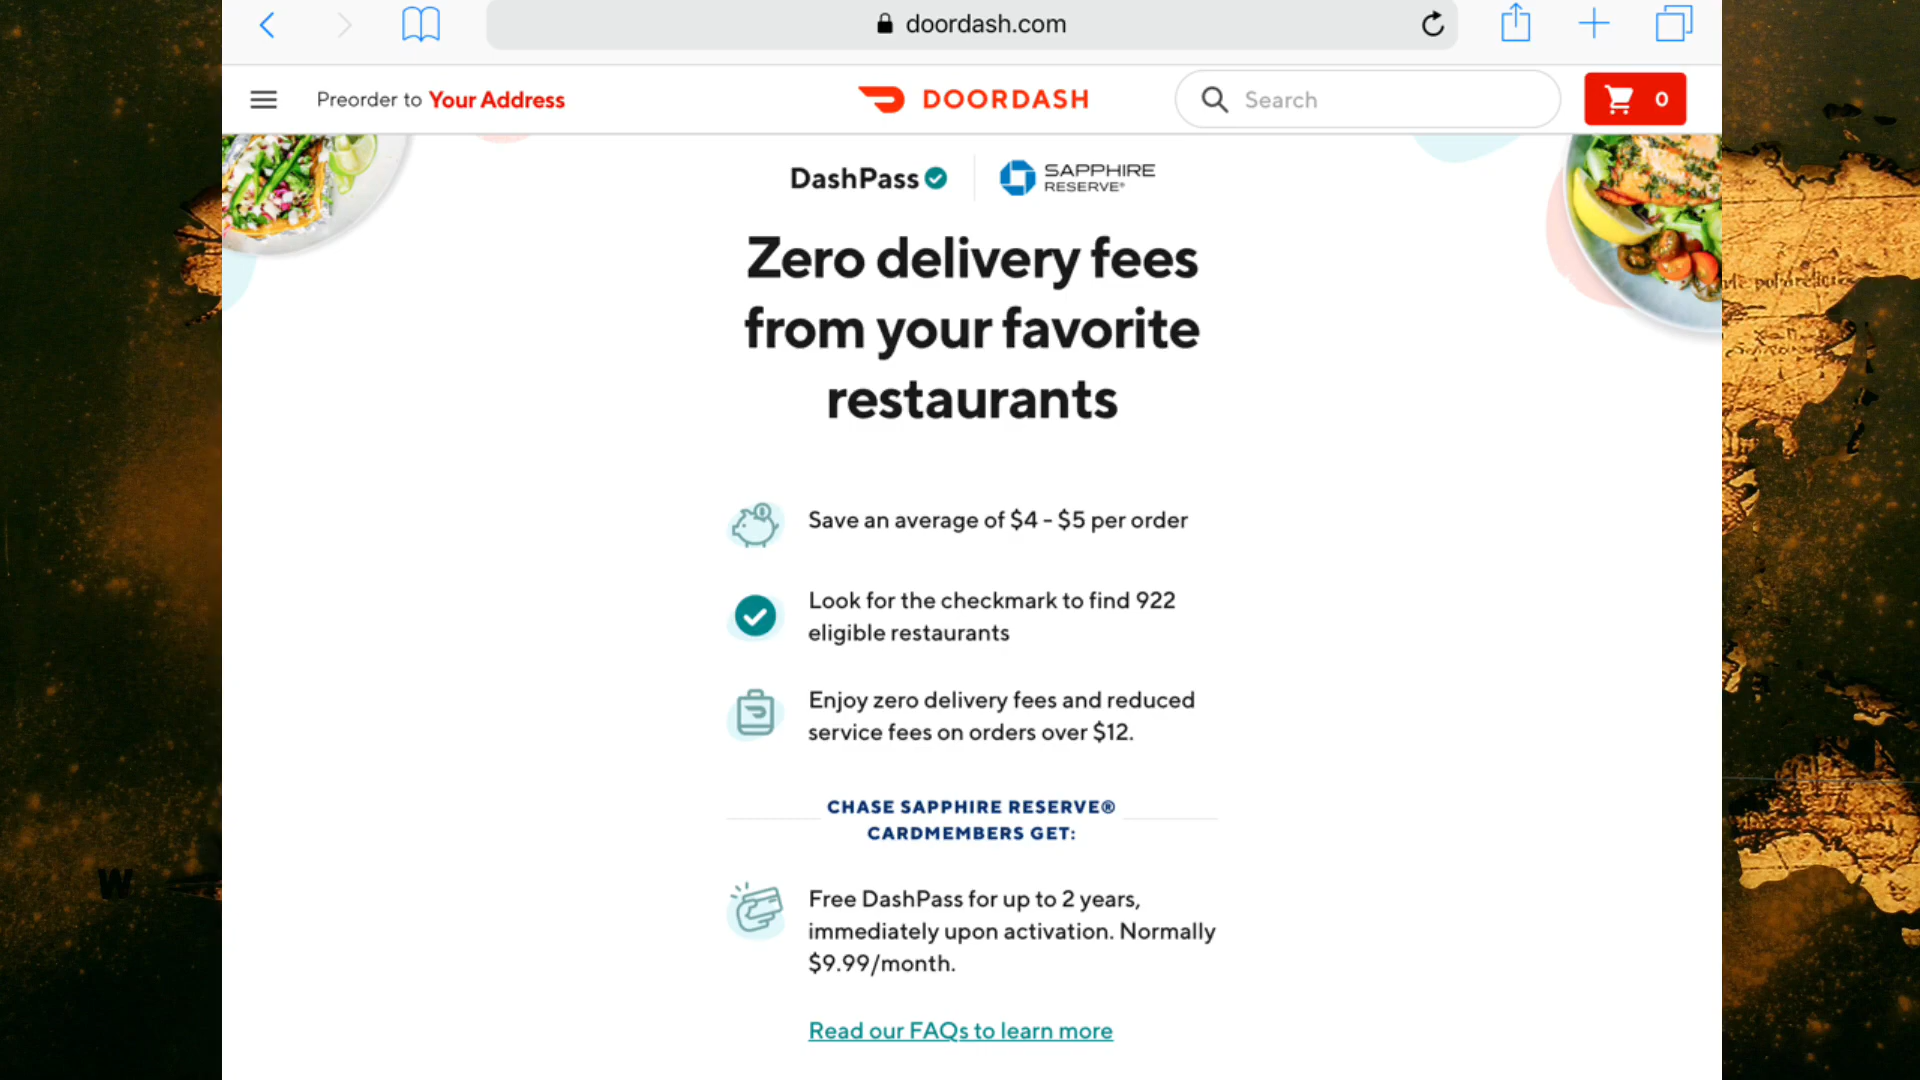 doordash.com
Preorder to Your Address
DOORDASH
Search
0
DashPass
SAPPHIRE
RESERVE®
Zero delivery fees
from your favorite
restaurants
Save an average of $4 - $5 per order
Look for the checkmark to find 922
eligible restaurants
Enjoy zero delivery fees and reduced
service fees on orders over $12.
CHASE SAPPHIRE RESERVE®
CARDMEMBERS GET:
Free DashPass for up to 2 years,
immediately upon activation. Normally
$9.99/month.
Read our FAQs to learn more
W